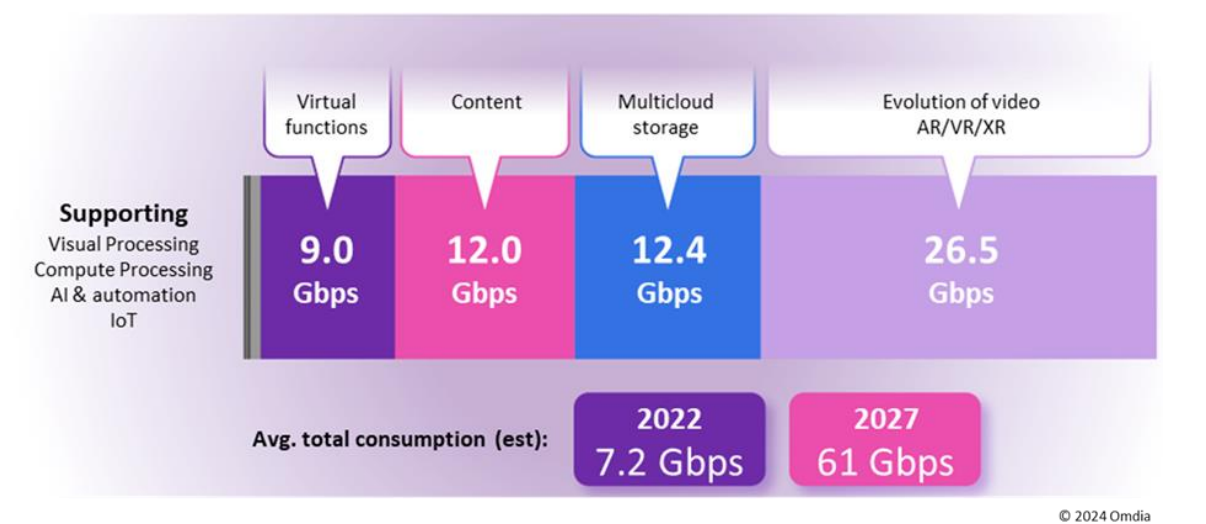 Virtual
functions
Content
Multicloud
storage
Evolution of video
AR/VR/XR
Supporting
Visual Processing
Compute Processing
AI & automation
IoT
9.0
Gbps
12.0
Gbps
12.4
Gbps
26.5
Gbps
Avg. total consumption (est):
2022
7.2 Gbps
2027
61 Gbps
© 2024 Omdia